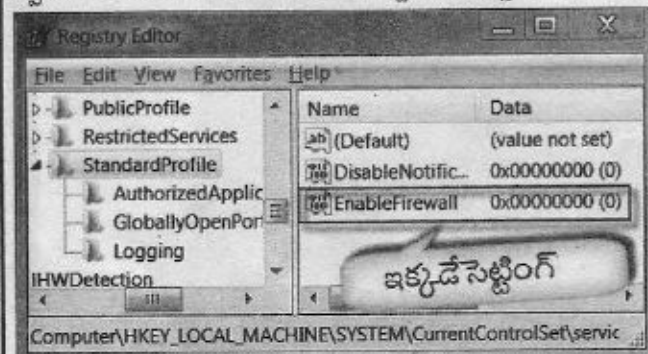 Registry Editor
File Edit View Favorites Help
PublicProfile
RestrictedServices
StandardProfile
AuthorizedApplic
GloballyOpenPor
Logging
IHWDetection
Name Data
(Default) (value not set)
DisableNotific... 0x00000000 (0)
EnableFirewall 0x00000000 (0)
ఇక్కడే సెట్టింగ్
Computer\HKEY_LOCAL_MACHINE\SYSTEM\CurrentControlSet\servic